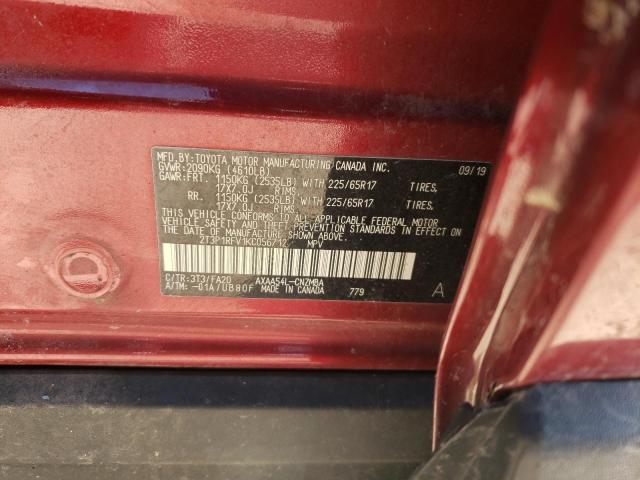 MFD.BY:TOYOTA MOTOR MANUFACTURING CANADA INC. 09/19
GVWR:2090KG (4610LB)
GAWR:FRT. 1150KG (2535LB) WITH 225/65R17 TIRES,
17X7.0J RIMS
RR. 1150KG (2535LB) WITH 225/65R17 TIRES,
17X7.0J RIMS
THIS VEHICLE CONFORMS TO ALL APPLICABLE FEDERAL MOTOR
VEHICLE SAFETY AND THEFT PREVENTION STANDARDS IN EFFECT
ON THE DATE OF MANUFACTURE SHOWN ABOVE.
2T3P1RFV1KC056712 MPV
C/TR:3T3/FA20 AXAA54L-CNZMBA
A/TM: -01A/UB80F MADE IN CANADA 779 A